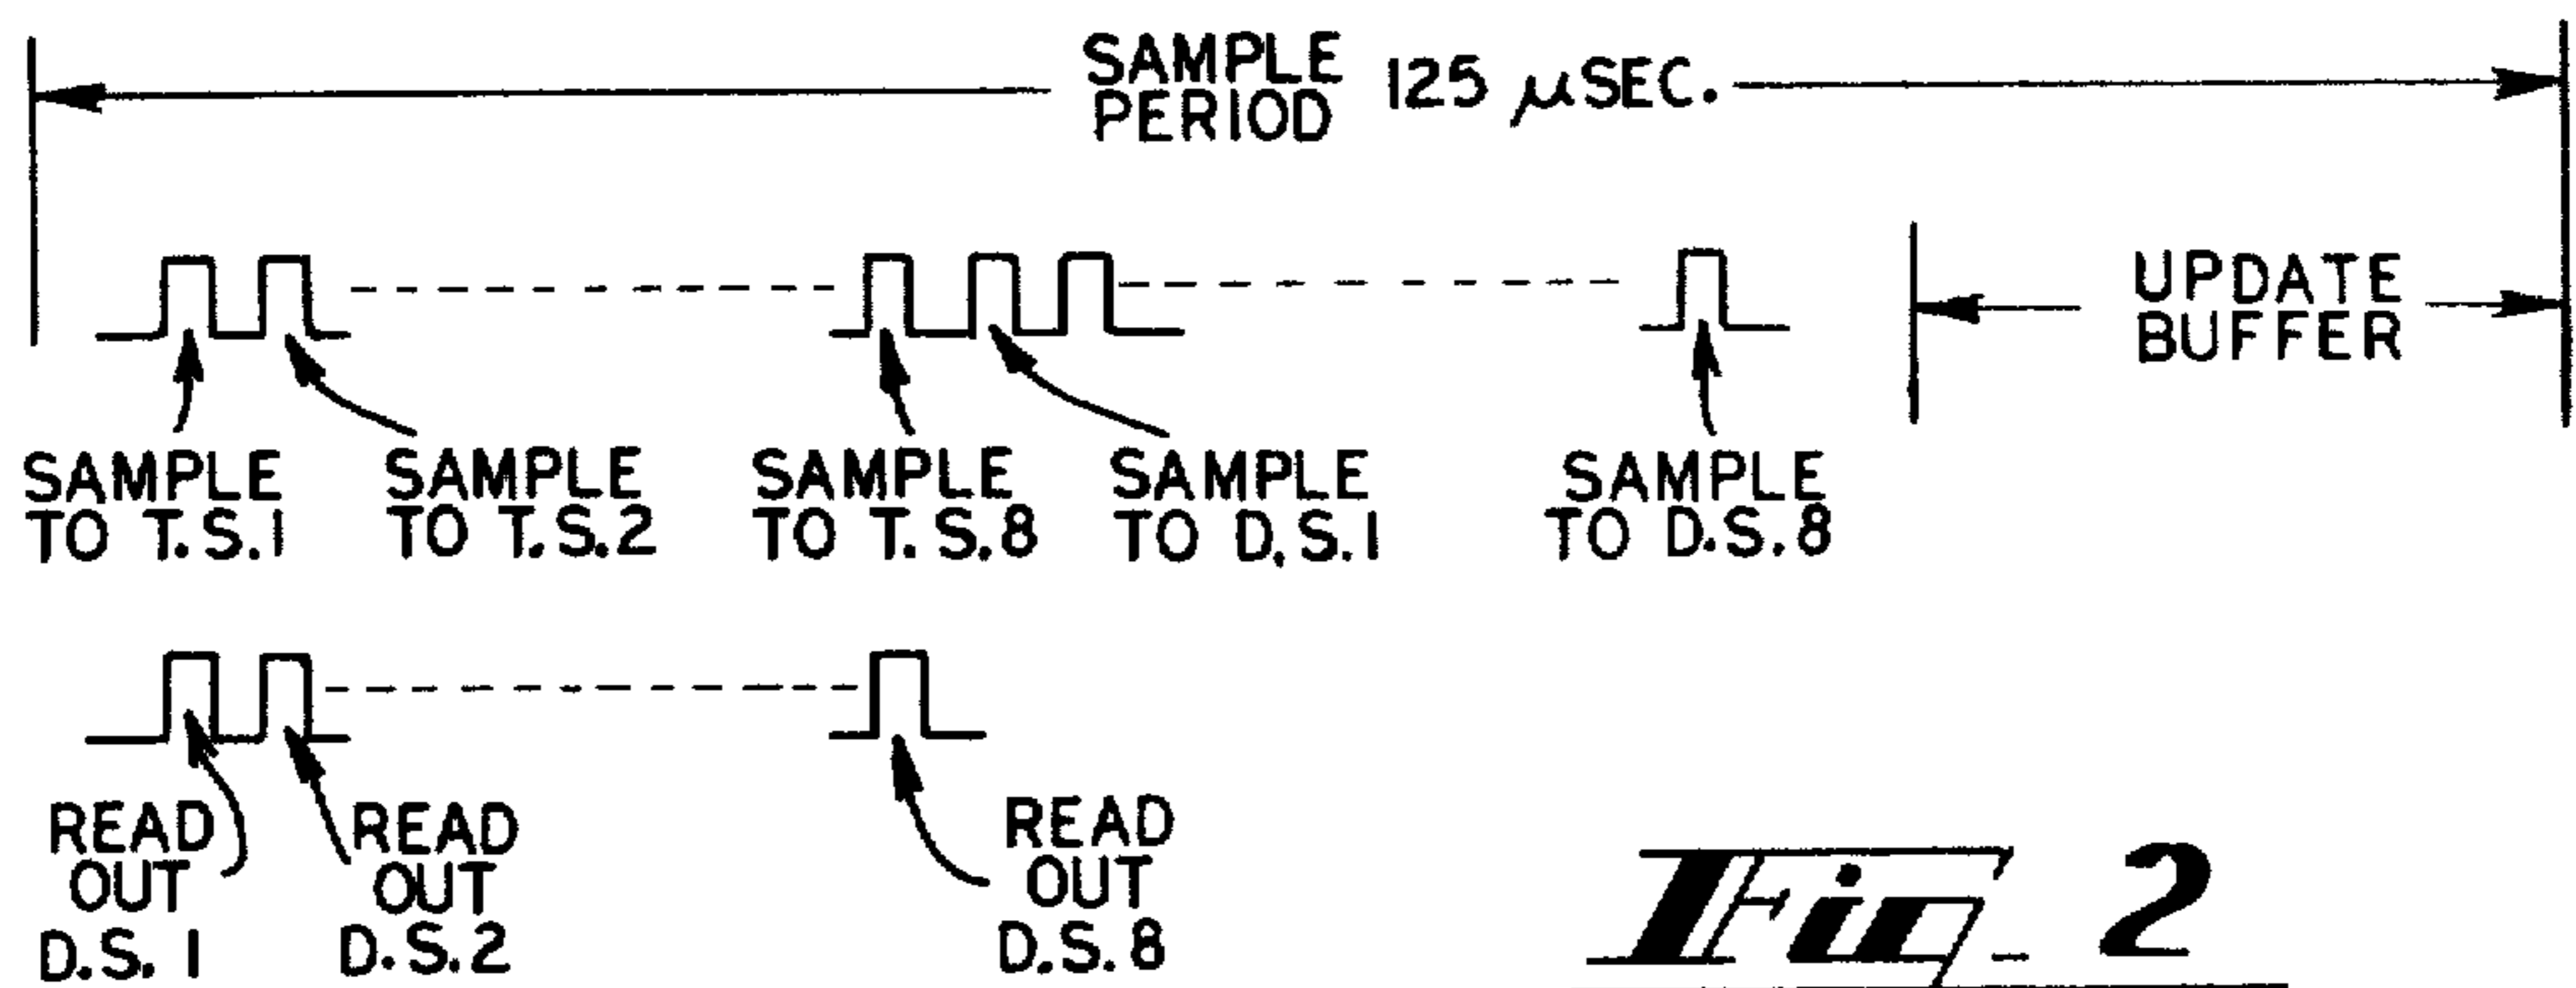 SAMPLE
PERIOD 125 µSEC.
UPDATE
BUFFER
SAMPLE
TO T.S.1
SAMPLE
TO T.S.2
SAMPLE
TO T.S.8
SAMPLE
TO D.S.1
SAMPLE
TO D.S.8
READ
OUT
D.S.1
READ
OUT
D.S.2
READ
OUT
D.S.8
Fig- 2